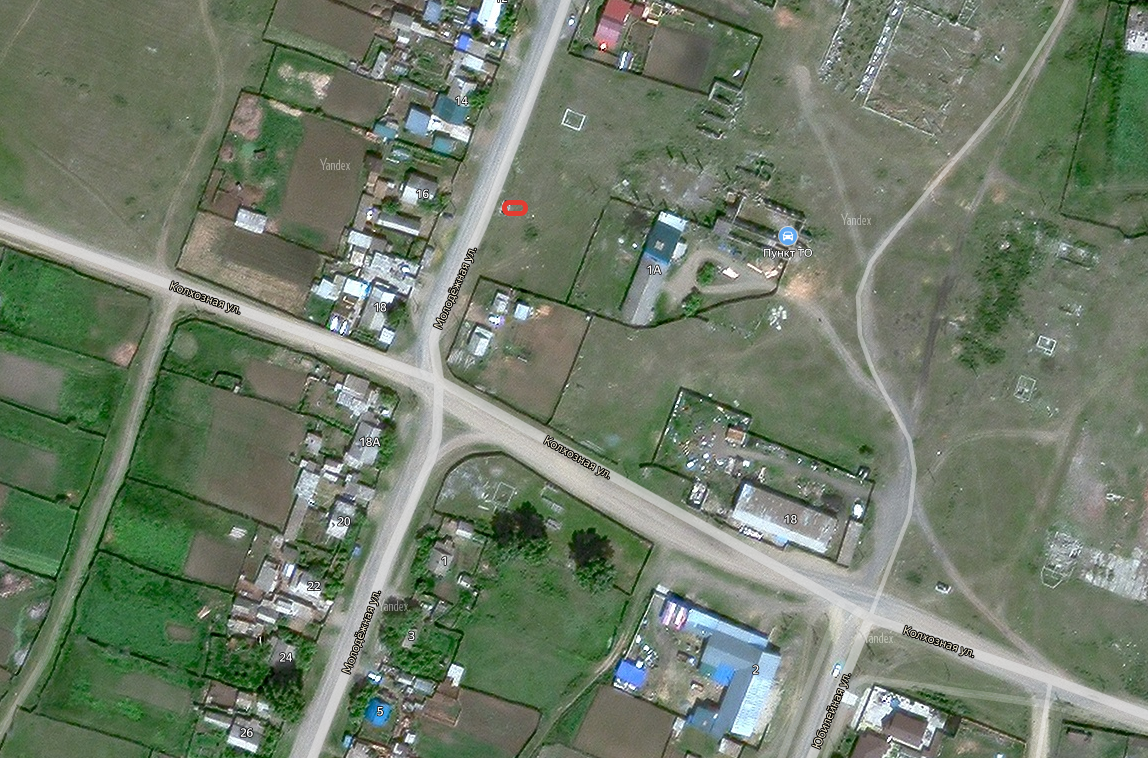 12
14
Yandex
16
Yandex
Пункт ТО
1А
Молодёжная ул.
Колхозная ул.
18
18А
Колхозная ул.
20
18
1
22
Yandex
3
Молодёжная ул.
Yandex
Колхозная ул.
24
2
5
Юбилейная ул.
26